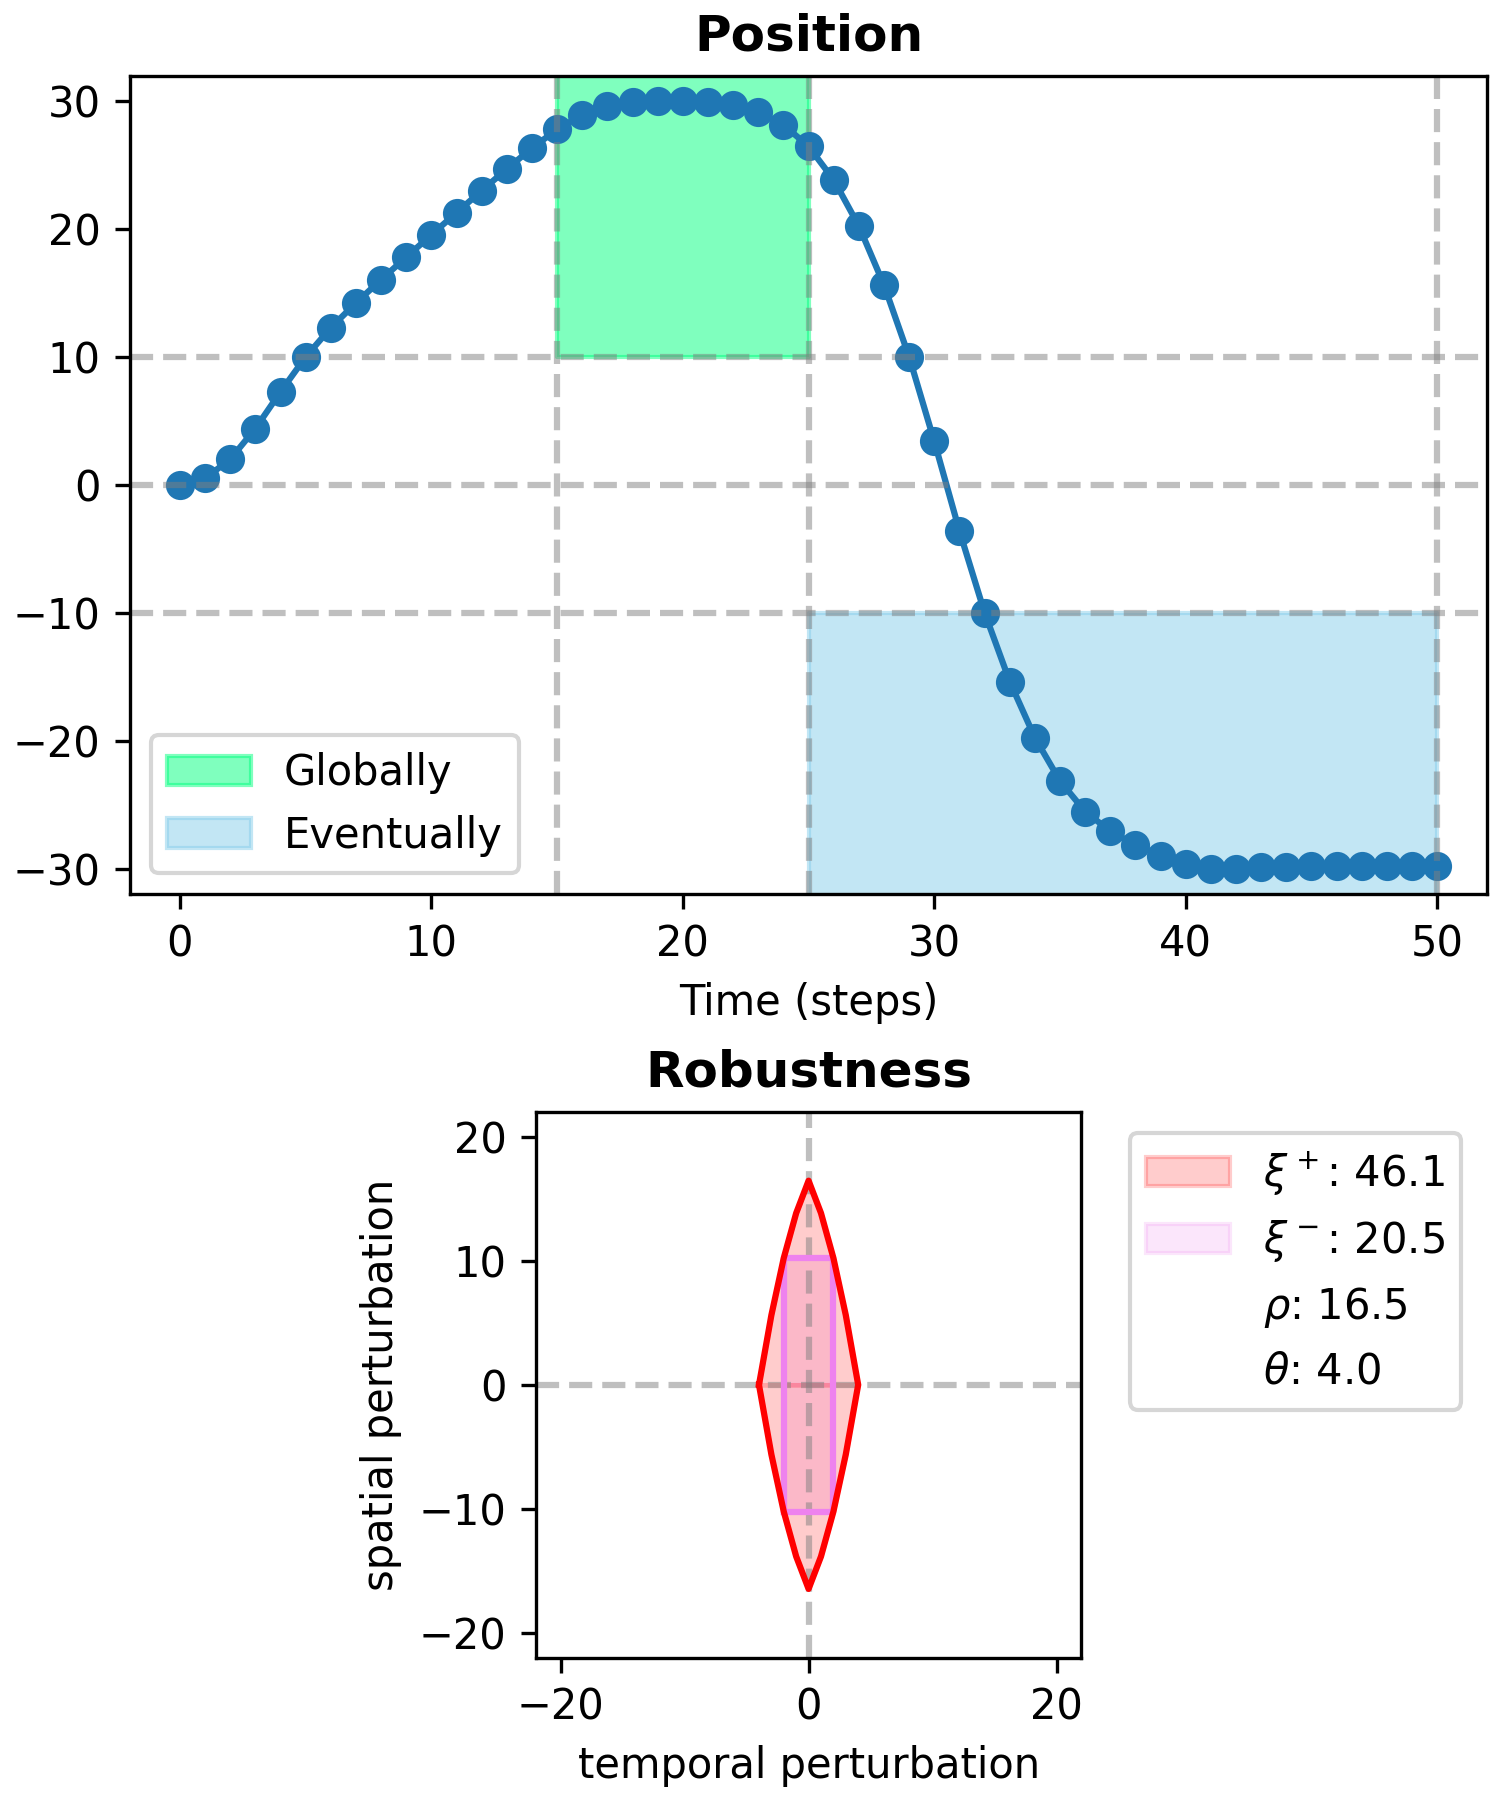 Position
30
20
10
0
−10
−20
−30
Globally
Eventually
0 10 20 30 40 50
Time (steps)
Robustness
20
10
0
−10
−20
spatial perturbation
−20 0 20
temporal perturbation
ξ⁺: 46.1
ξ⁻: 20.5
ρ: 16.5
θ: 4.0